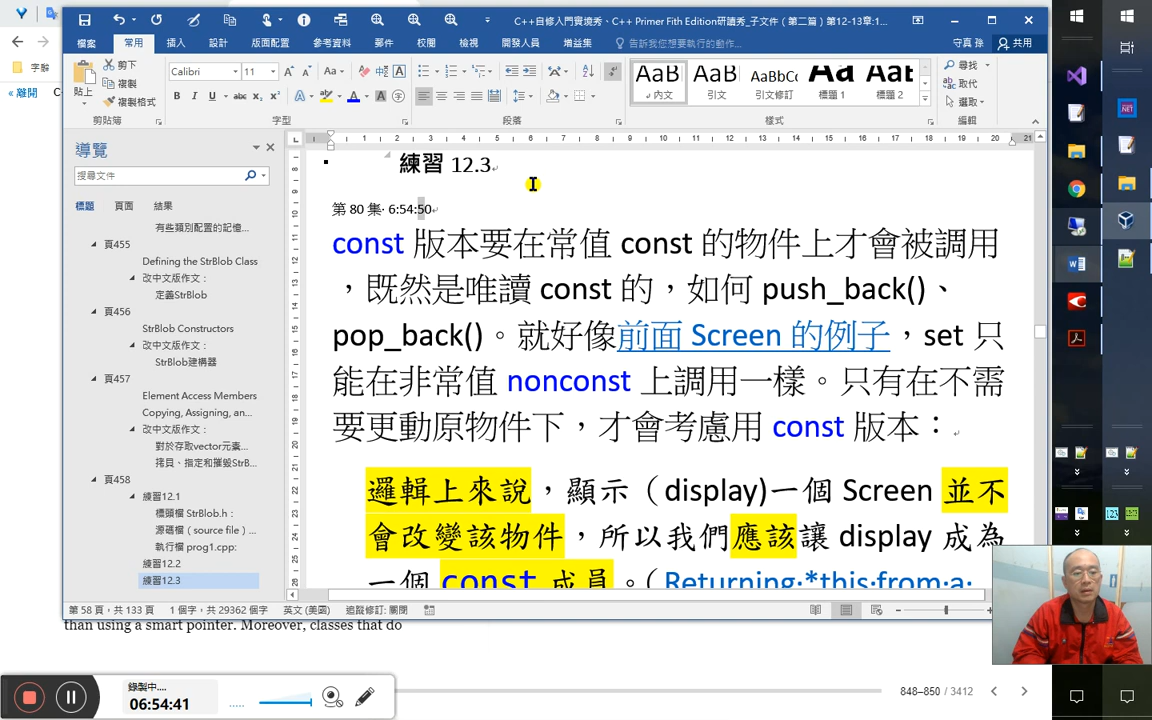 C++自修入門實境秀、C++ Primer Fith Edition研讀秀_子文件（第二篇）第12-13章:1...
檔案 常用 插入 設計 版面配置 參考資料 郵件 校閱 檢視 開發人員 增益集 告訴我您想要執行的動作... 守真 孫 共用
字幹
« 離開
貼上
剪下
複製
複製格式
剪貼簿
Calibri 11
字型
段落
AaB AaB AaBbCc Aa Aat
內文 引文 引文修訂 標題 1 標題 2
樣式
尋找
取代
選取
編輯
導覽
搜尋文件
標題 頁面 結果
有些類別配置的記憶...
頁455
Defining the StrBlob Class
改中文版作文：
定義StrBlob
頁456
StrBlob Constructors
改中文版作文：
StrBlob建構器
頁457
Element Access Members
Copying, Assigning, an...
改中文版作文：
對於存取vector元素...
拷貝、指定和摧毀StrB...
頁458
練習12.1
標頭檔 StrBlob.h：
源碼檔（source file）...
執行檔 prog1.cpp:
練習12.2
練習12.3
練習 12.3
第 80 集 6:54:50
const 版本要在常值 const 的物件上才會被調用
，既然是唯讀 const 的，如何 push_back()、
pop_back()。就好像前面 Screen 的例子，set 只
能在非常值 nonconst 上調用一樣。只有在不需
要更動原物件下，才會考慮用 const 版本：
邏輯上來說，顯示（display)一個 Screen 並不
會改變該物件，所以我們應該讓 display 成為
一個 const 成員。(Returning *this from a
第 58 頁，共 133 頁 1 個字，共 29362 個字 英文 (美國) 追蹤修訂: 關閉
than using a smart pointer. Moreover, classes that do
錄製中....
06:54:41
848–850 / 3412